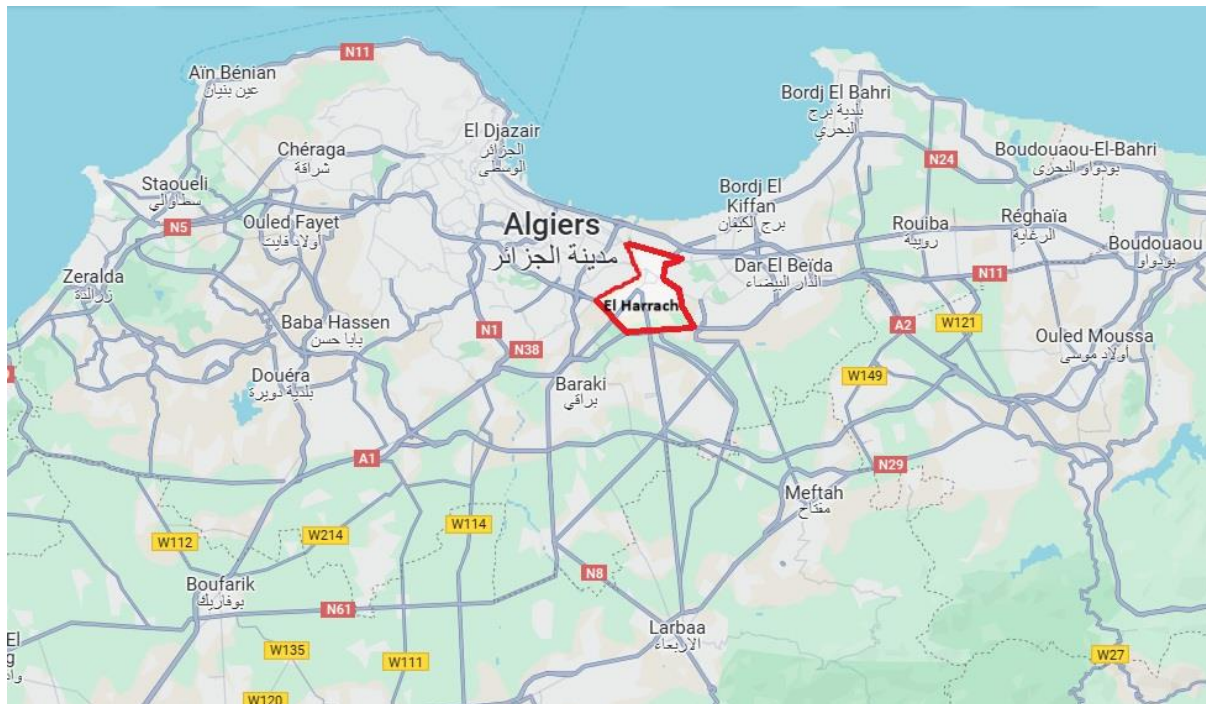 N11
Aïn Bénian
عين بنيان
Bordj El Bahri
بلدية برج
البحري
El Djazair
الجزائر
الوسطى
Chéraga
شراقة
N24
Boudouaou-El-Bahri
بودواو البحري
Staoueli
سطاوالي
Bordj El
Kiffan
برج الكيفان
N5
Ouled Fayet
أولاد فايت
Algiers
مدينة الجزائر
Rouiba
رويبة
Réghaïa
الرغاية
Boudouaou
بودواو
Zeralda
زرالدة
Dar El Beïda
الدار البيضاء
N11
El Harrach
Baba Hassen
بابا حسن
N1
A2
W121
N38
Ouled Moussa
أولاد موسى
Douéra
بلدية دويرة
Baraki
براقي
W149
A1
N29
Meftah
مفتاح
W114
W112
W214
Boufarik
بوفاريك
N8
N61
Larbaa
الاربعاء
El
W135
W111
W27
W120